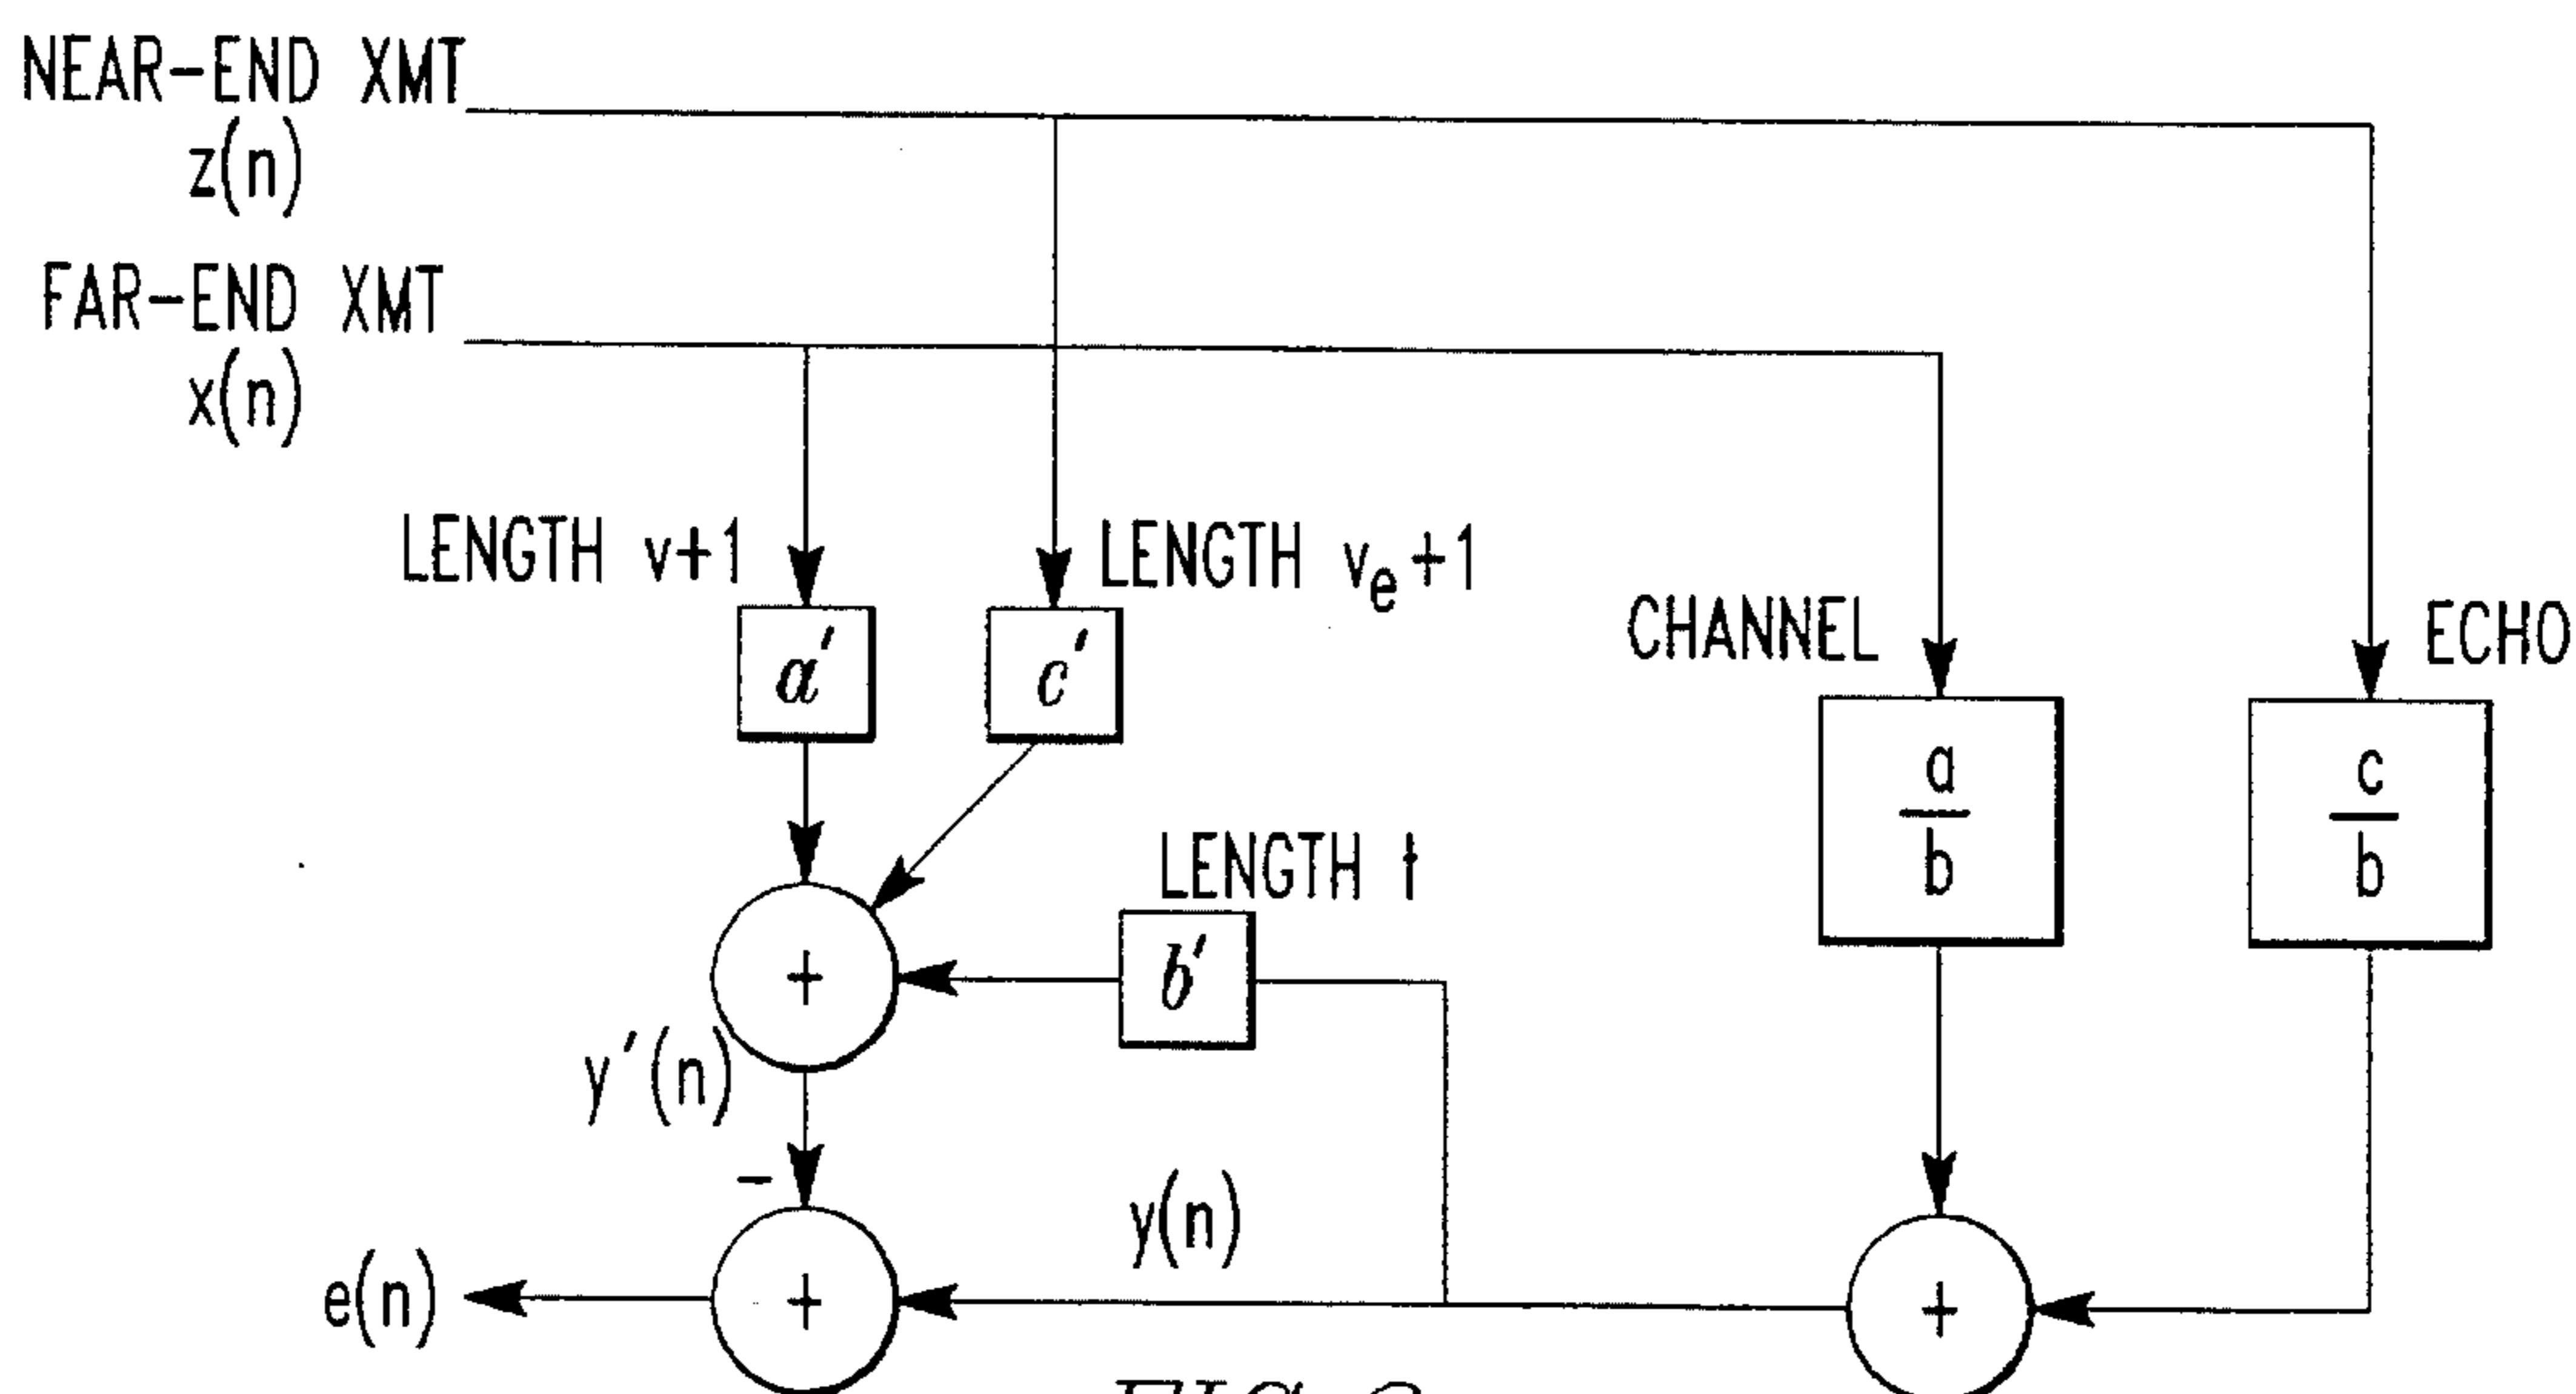 NEAR-END XMT
z(n)
FAR-END XMT
x(n)
LENGTH v+1
LENGTH vₑ+1
a′
c′
CHANNEL
ECHO
a
b
c
b
LENGTH t
b′
+
y′(n)
−
y(n)
e(n)
+
+